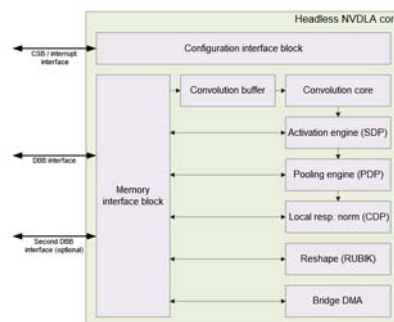 Headless NVDLA cor
CSB / interrupt
interface
Configuration interface block
Convolution buffer
Convolution core
Activation engine (SDP)
DBB interface
Pooling engine (PDP)
Memory
interface block
Local resp. norm (CDP)
Second DBB
interface (optional)
Reshape (RUBIK)
Bridge DMA